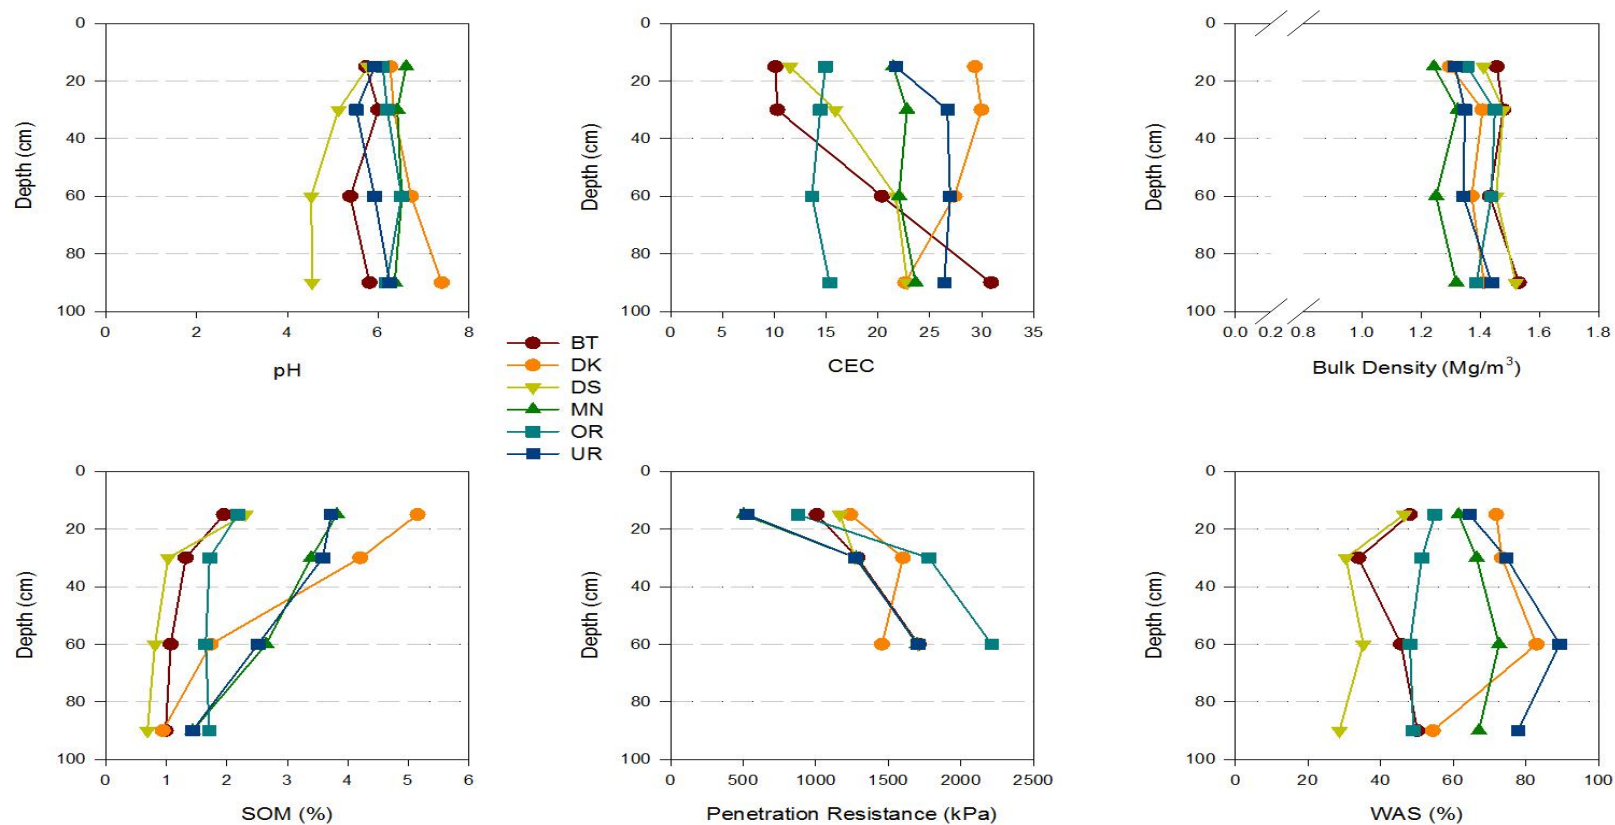 0
20
40
60
80
100
Depth (cm)
0 2 4 6 8
pH
0
20
40
60
80
100
Depth (cm)
0 5 10 15 20 25 30 35
CEC
0
20
40
60
80
100
Depth (cm)
0.0 0.2 0.8 1.0 1.2 1.4 1.6 1.8
Bulk Density (Mg/m³)
BT
DK
DS
MN
OR
UR
0
20
40
60
80
100
Depth (cm)
0 1 2 3 4 5 6
SOM (%)
0
20
40
60
80
100
Depth (cm)
0 500 1000 1500 2000 2500
Penetration Resistance (kPa)
0
20
40
60
80
100
Depth (cm)
0 20 40 60 80 100
WAS (%)